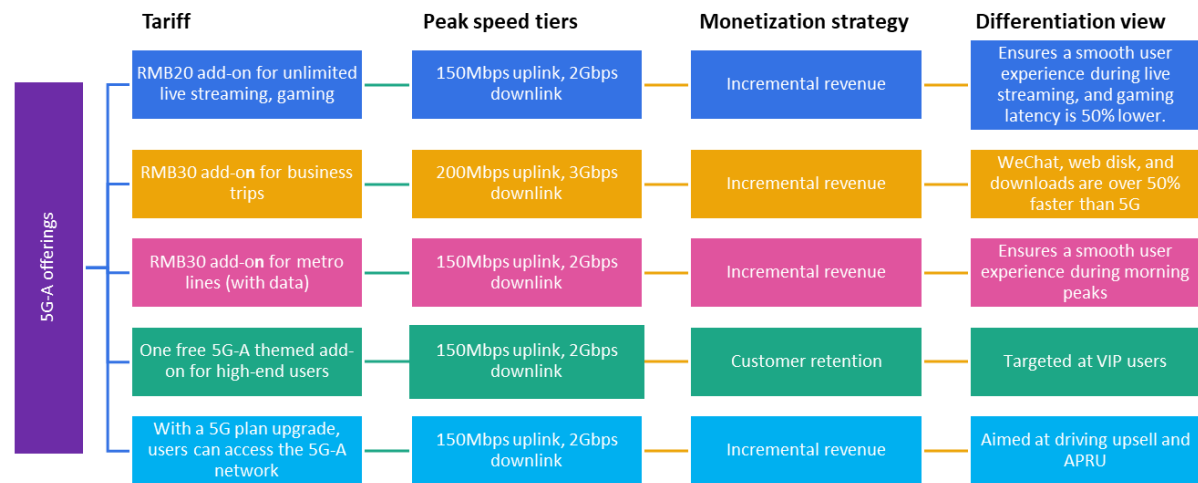 Tariff
Peak speed tiers
Monetization strategy
Differentiation view
5G-A offerings
RMB20 add-on for unlimited
live streaming, gaming
150Mbps uplink, 2Gbps
downlink
Incremental revenue
Ensures a smooth user
experience during live
streaming, and gaming
latency is 50% lower.
RMB30 add-on for business
trips
200Mbps uplink, 3Gbps
downlink
Incremental revenue
WeChat, web disk, and
downloads are over 50%
faster than 5G
RMB30 add-on for metro
lines (with data)
150Mbps uplink, 2Gbps
downlink
Incremental revenue
Ensures a smooth user
experience during morning
peaks
One free 5G-A themed add-
on for high-end users
150Mbps uplink, 2Gbps
downlink
Customer retention
Targeted at VIP users
With a 5G plan upgrade,
users can access the 5G-A
network
150Mbps uplink, 2Gbps
downlink
Incremental revenue
Aimed at driving upsell and
APRU